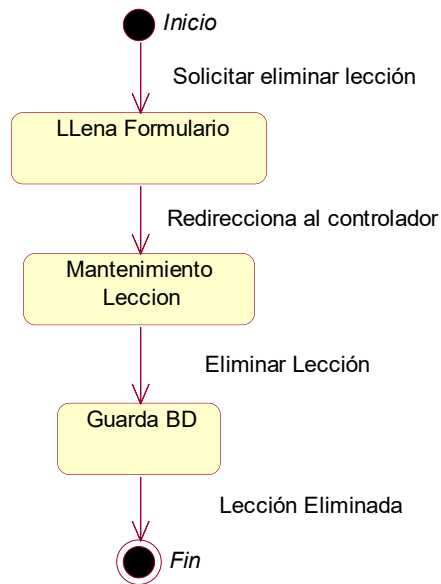 Inicio
Solicitar eliminar lección
LLena Formulario
Redirecciona al controlador
Mantenimiento
Leccion
Eliminar Lección
Guarda BD
Lección Eliminada
Fin